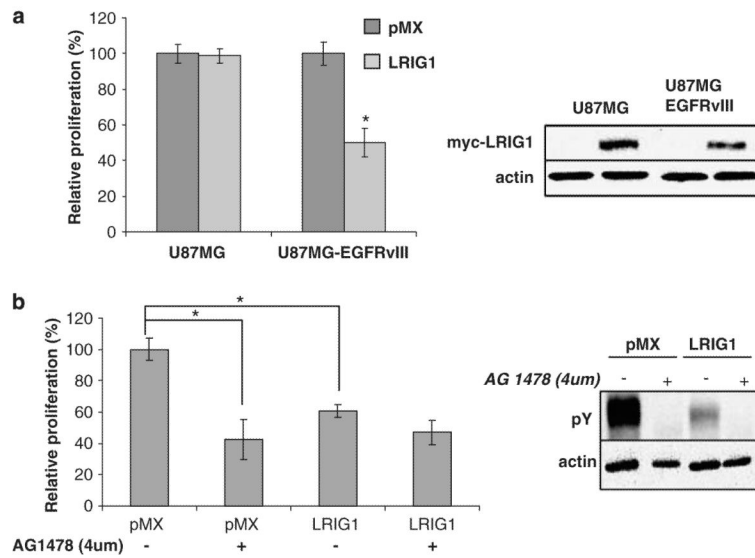 a
Relative proliferation (%)
120
100
80
60
40
20
0
pMX
LRIG1
*
U87MG
U87MG-EGFRvIII
U87MG
U87MG
EGFRvIII
myc-LRIG1
actin
b
Relative proliferation (%)
120
100
80
60
40
20
0
*
*
pMX pMX LRIG1 LRIG1
AG1478 (4um) - + - +
pMX LRIG1
AG 1478 (4um) - + - +
pY
actin